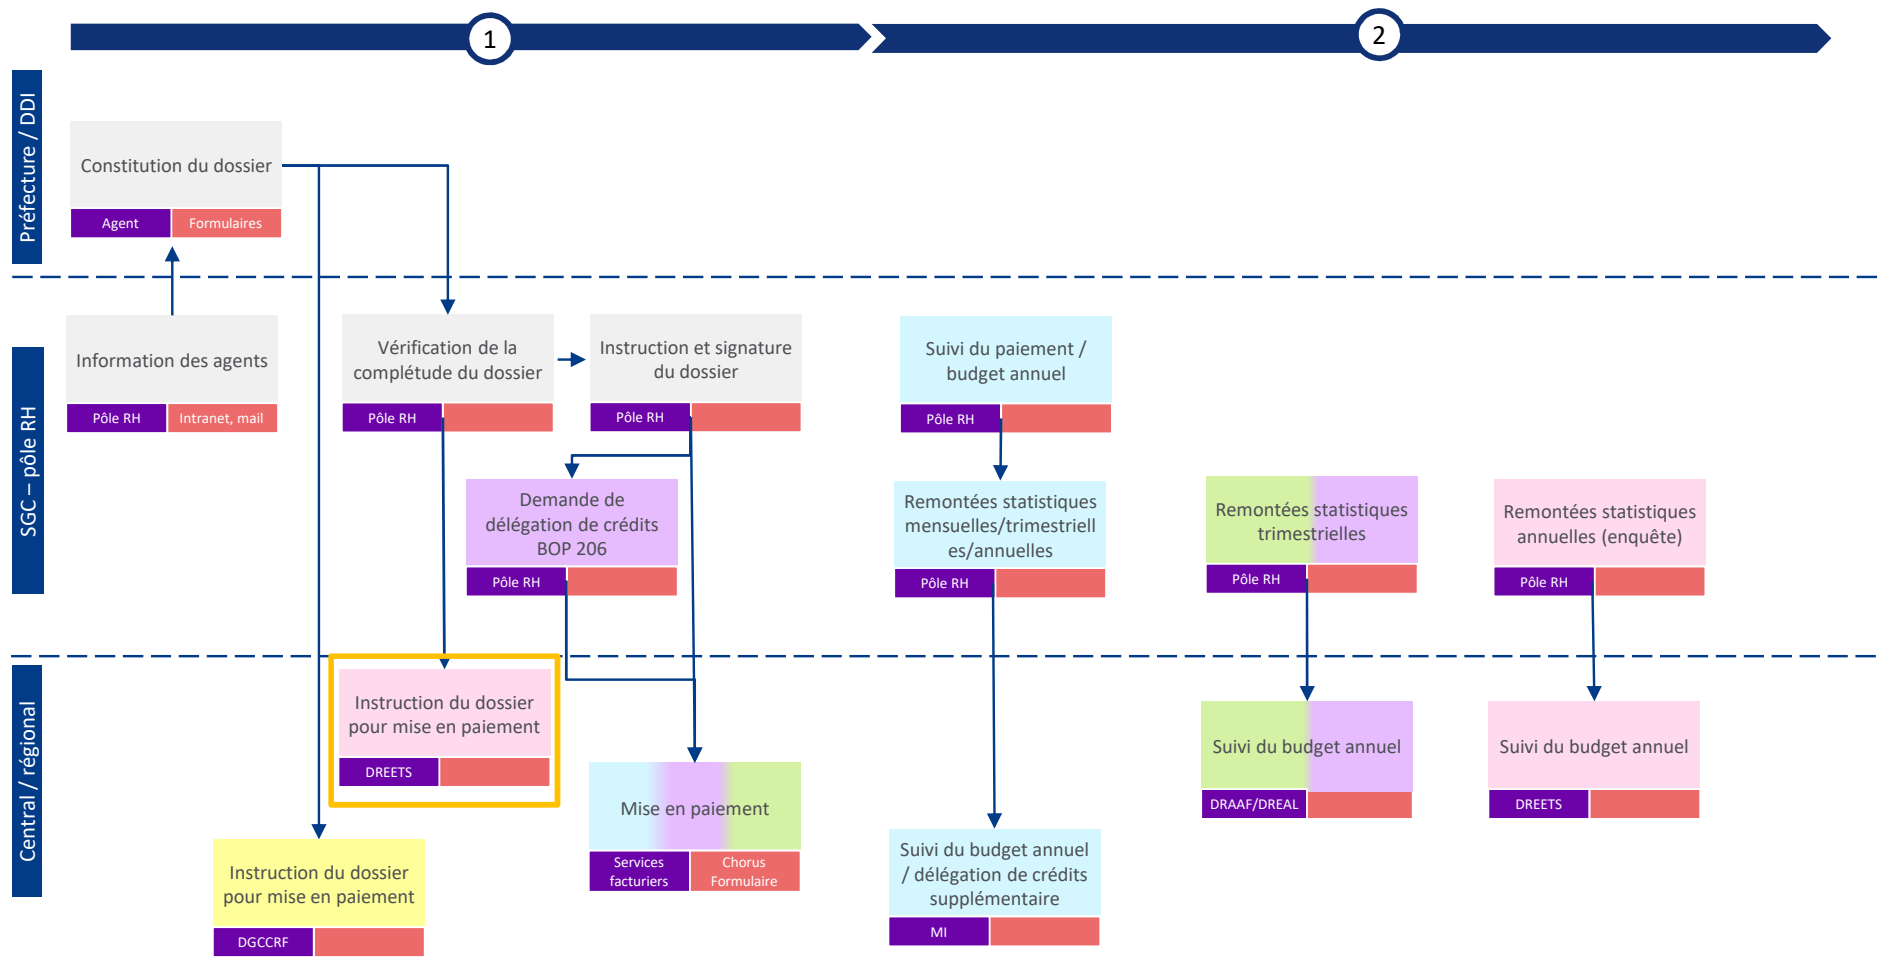 1
2
Préfecture / DDI
Constitution du dossier
Agent
Formulaires
SGC – pôle RH
Information des agents
Pôle RH
Intranet, mail
Vérification de la
complétude du dossier
Pôle RH
Instruction et signature
du dossier
Pôle RH
Suivi du paiement /
budget annuel
Pôle RH
Demande de
délégation de crédits
BOP 206
Pôle RH
Remontées statistiques
mensuelles/trimestriell
es/annuelles
Pôle RH
Remontées statistiques
trimestrielles
Pôle RH
Remontées statistiques
annuelles (enquête)
Pôle RH
Central / régional
Instruction du dossier
pour mise en paiement
DREETS
Mise en paiement
Services
facturiers
Chorus
Formulaire
Suivi du budget annuel
DRAAF/DREAL
Suivi du budget annuel
DREETS
Instruction du dossier
pour mise en paiement
DGCCRF
Suivi du budget annuel
/ délégation de crédits
supplémentaire
MI